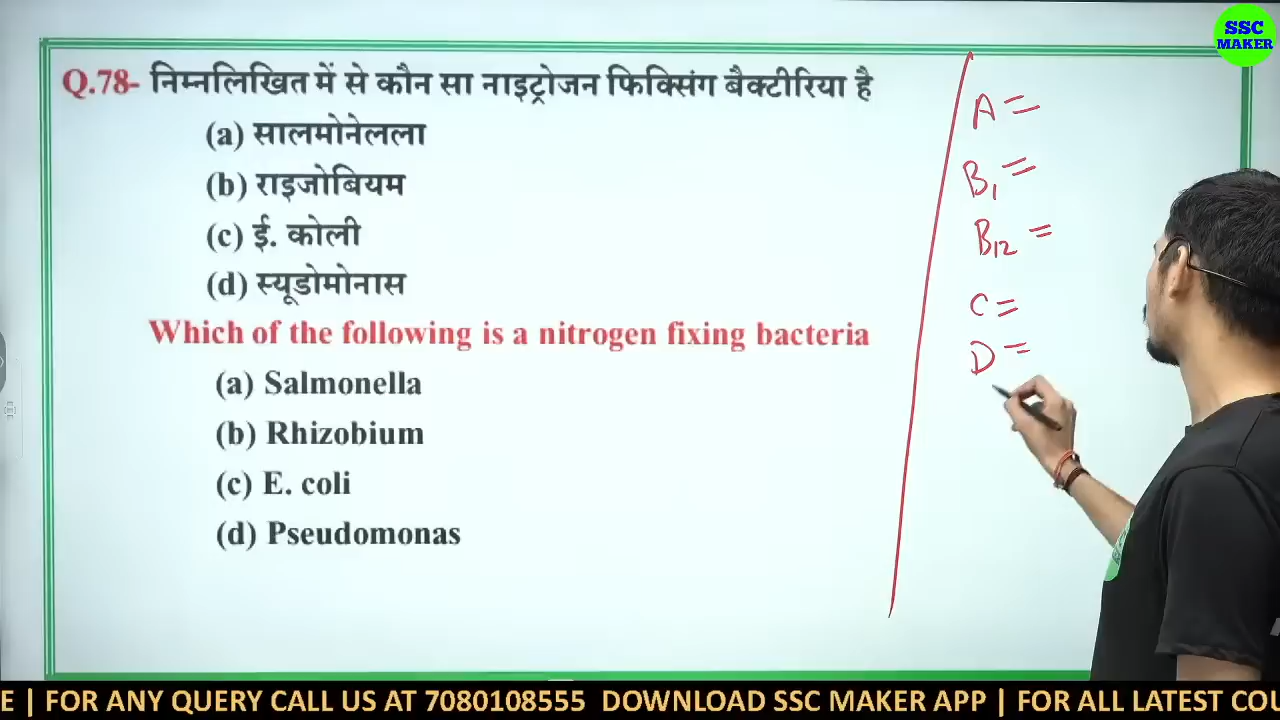 SSC
MAKER
Q.78- निम्नलिखित में से कौन सा नाइट्रोजन फिक्सिंग बैक्टीरिया है
(a) सालमोनेलला
(b) राइजोबियम
(c) ई. कोली
(d) स्यूडोमोनास
Which of the following is a nitrogen fixing bacteria
(a) Salmonella
(b) Rhizobium
(c) E. coli
(d) Pseudomonas
A =
B₁ =
B₁₂ =
C =
D =
E | FOR ANY QUERY CALL US AT 7080108555 DOWNLOAD SSC MAKER APP | FOR ALL LATEST COU